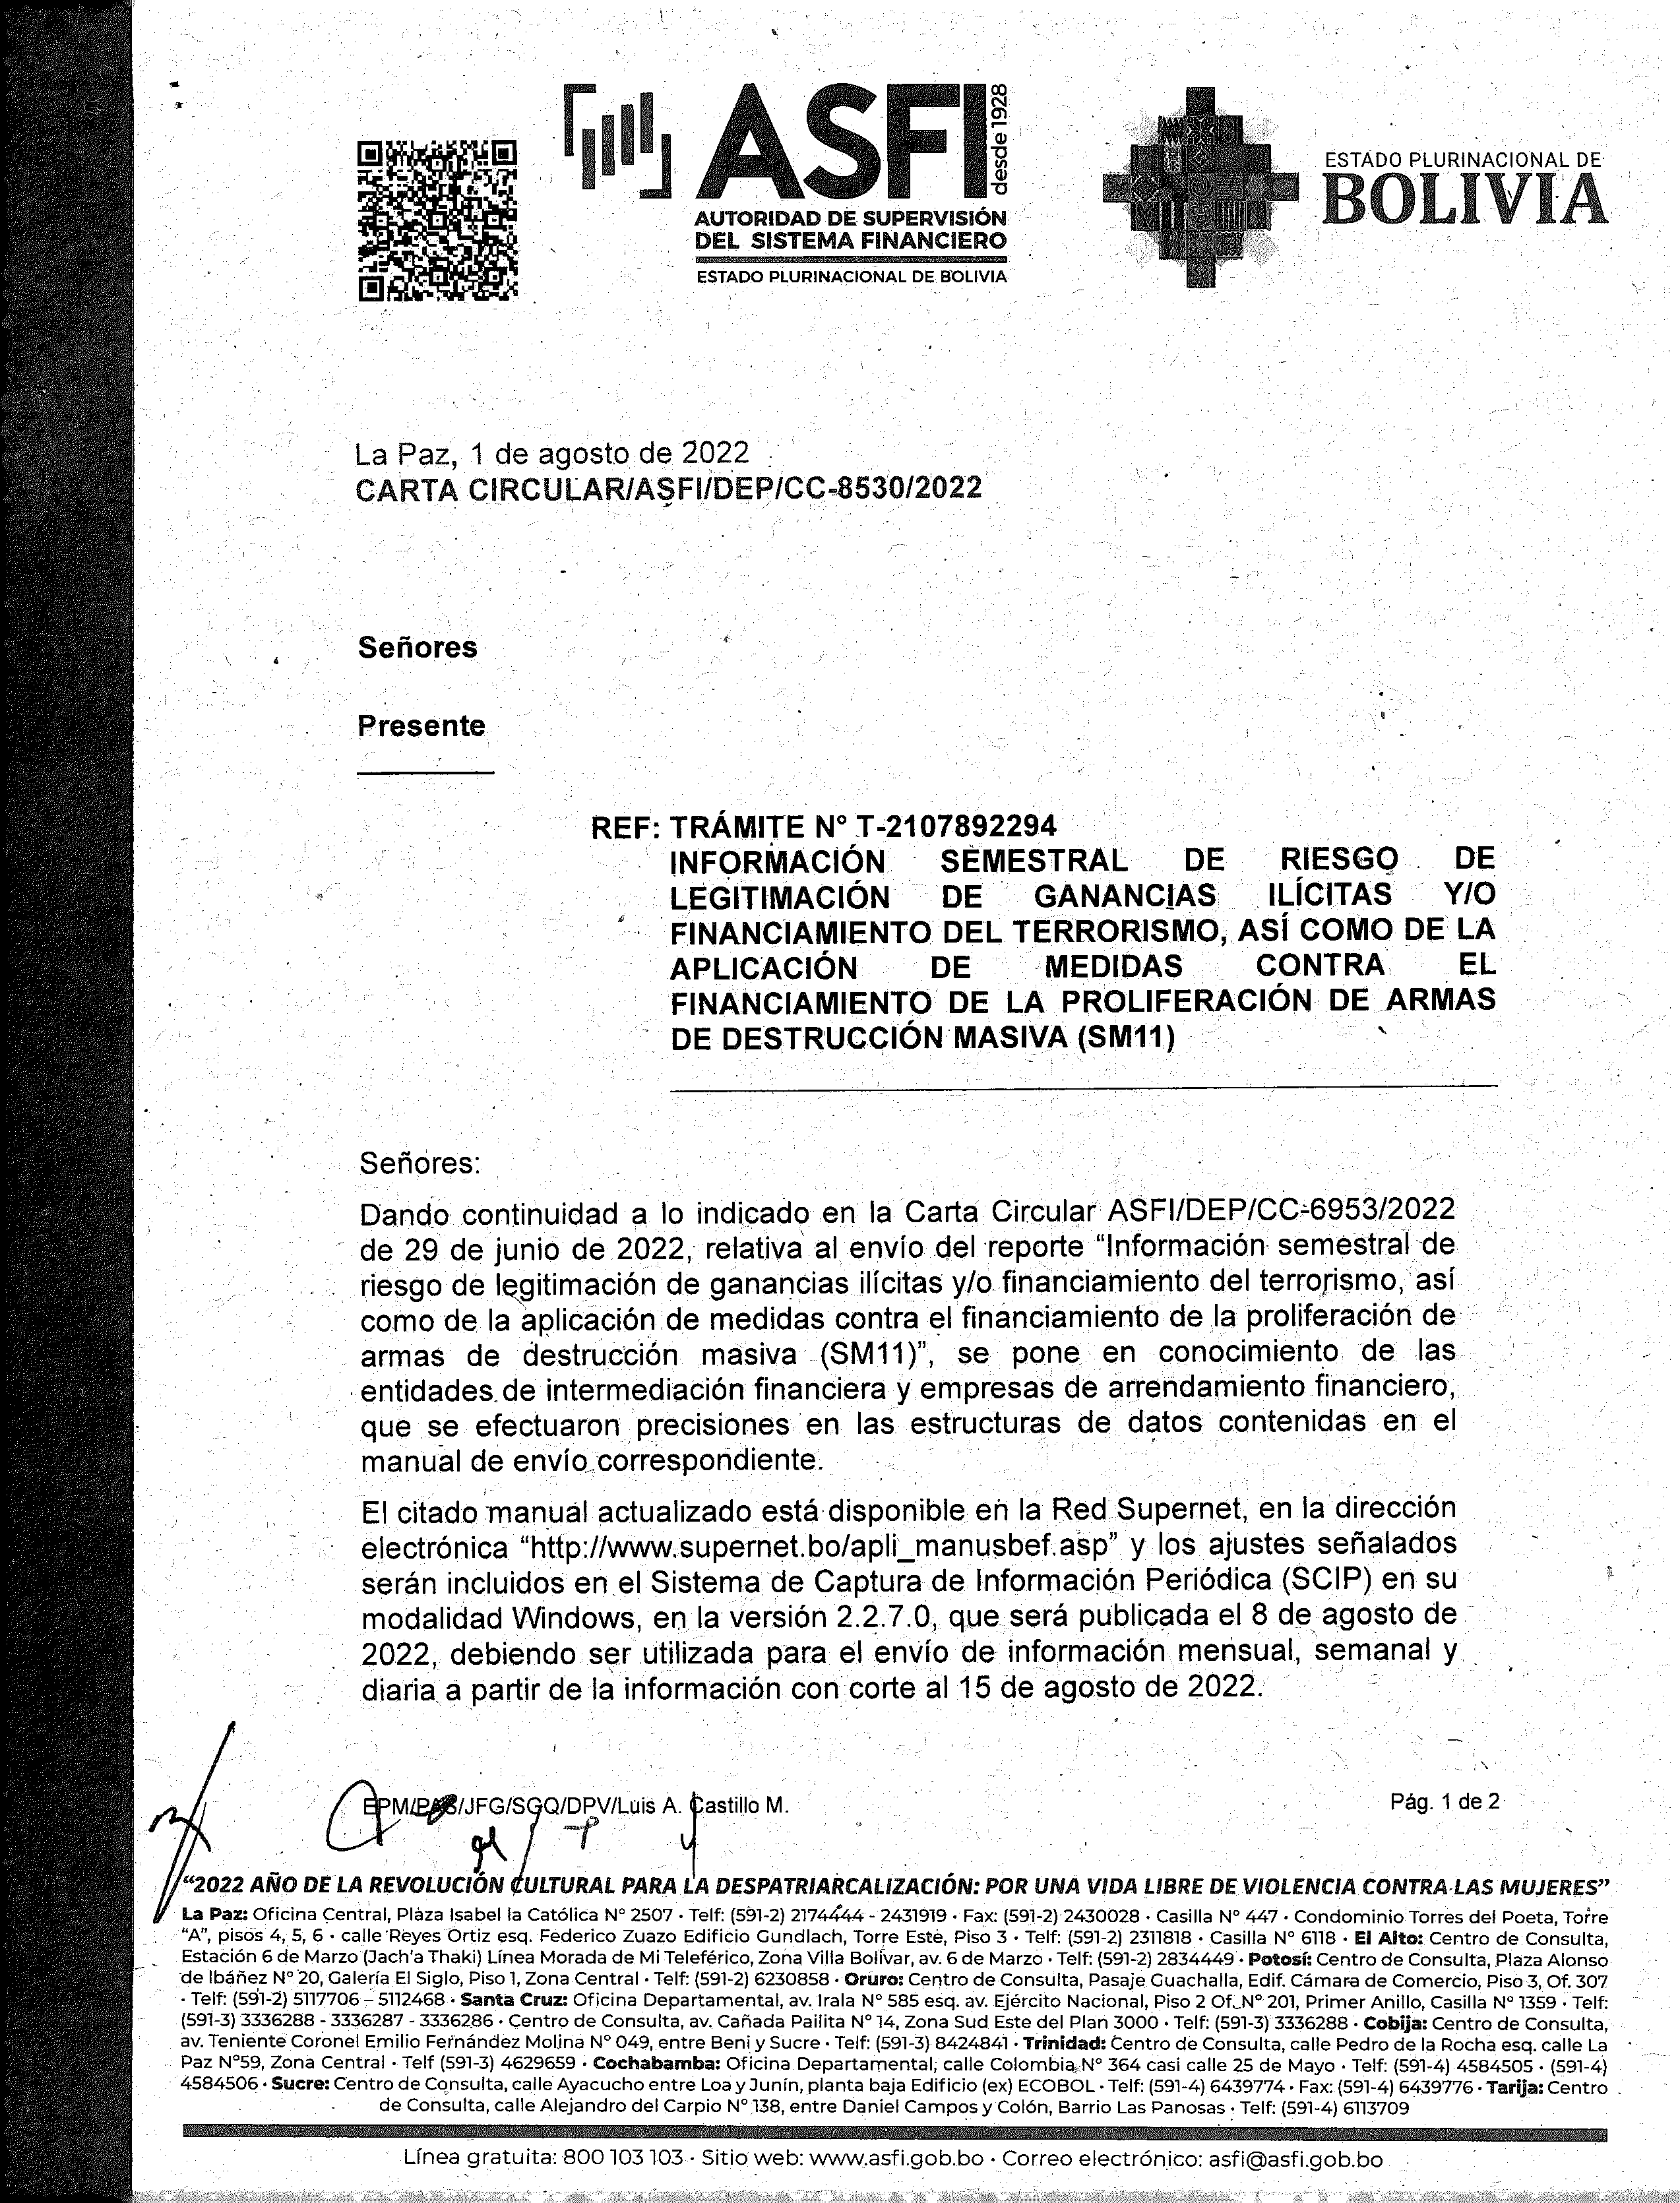 ASFI
desde 1928
AUTORIDAD DE SUPERVISIÓN
DEL SISTEMA FINANCIERO
ESTADO PLURINACIONAL DE BOLIVIA
ESTADO PLURINACIONAL DE
BOLIVIA
La Paz, 1 de agosto de 2022
CARTA CIRCULAR/ASFI/DEP/CC-8530/2022
Señores
Presente
REF: TRÁMITE N° T-2107892294
INFORMACIÓN SEMESTRAL DE RIESGO DE
LEGITIMACIÓN DE GANANCIAS ILÍCITAS Y/O
FINANCIAMIENTO DEL TERRORISMO, ASÍ COMO DE LA
APLICACIÓN DE MEDIDAS CONTRA EL
FINANCIAMIENTO DE LA PROLIFERACIÓN DE ARMAS
DE DESTRUCCIÓN MASIVA (SM11)
Señores:
Dando continuidad a lo indicado en la Carta Circular ASFI/DEP/CC-6953/2022
de 29 de junio de 2022, relativa al envío del reporte “Información semestral de
riesgo de legitimación de ganancias ilícitas y/o financiamiento del terrorismo, así
como de la aplicación de medidas contra el financiamiento de la proliferación de
armas de destrucción masiva (SM11)”, se pone en conocimiento de las
entidades de intermediación financiera y empresas de arrendamiento financiero,
que se efectuaron precisiones en las estructuras de datos contenidas en el
manual de envío correspondiente.
El citado manual actualizado está disponible en la Red Supernet, en la dirección
electrónica “http://www.supernet.bo/apli_manusbef.asp” y los ajustes señalados
serán incluidos en el Sistema de Captura de Información Periódica (SCIP) en su
modalidad Windows, en la versión 2.2.7.0, que será publicada el 8 de agosto de
2022, debiendo ser utilizada para el envío de información mensual, semanal y
diaria a partir de la información con corte al 15 de agosto de 2022.
EPM/PAS/JFG/SGQ/DPV/Luis A. Castillo M.
Pág. 1 de 2
“2022 AÑO DE LA REVOLUCIÓN CULTURAL PARA LA DESPATRIARCALIZACIÓN: POR UNA VIDA LIBRE DE VIOLENCIA CONTRA LAS MUJERES”
La Paz: Oficina Central, Plaza Isabel la Católica N° 2507 · Telf: (591-2) 2174444 - 2431919 · Fax: (591-2) 2430028 · Casilla N° 447 · Condominio Torres del Poeta, Torre
“A”, pisos 4, 5, 6 · calle Reyes Ortiz esq. Federico Zuazo Edificio Gundlach, Torre Este, Piso 3 · Telf: (591-2) 2311818 · Casilla N° 6118 · El Alto: Centro de Consulta,
Estación 6 de Marzo (Jach'a Thaki) Línea Morada de Mi Teleférico, Zona Villa Bolívar, av. 6 de Marzo · Telf: (591-2) 2834449 · Potosí: Centro de Consulta, Plaza Alonso
de Ibáñez N° 20, Galería El Siglo, Piso 1, Zona Central · Telf: (591-2) 6230858 · Oruro: Centro de Consulta, Pasaje Guachalla, Edif. Cámara de Comercio, Piso 3, Of. 307
· Telf: (591-2) 5117706 – 5112468 · Santa Cruz: Oficina Departamental, av. Irala N° 585 esq. av. Ejército Nacional, Piso 2 Of. N° 201, Primer Anillo, Casilla N° 1359 · Telf:
(591-3) 3336288 - 3336287 - 3336286 · Centro de Consulta, av. Cañada Pailita N° 14, Zona Sud Este del Plan 3000 · Telf: (591-3) 3336288 · Cobija: Centro de Consulta,
av. Teniente Coronel Emilio Fernández Molina N° 049, entre Beni y Sucre · Telf: (591-3) 8424841 · Trinidad: Centro de Consulta, calle Pedro de la Rocha esq. calle La
Paz N°59, Zona Central · Telf (591-3) 4629659 · Cochabamba: Oficina Departamental, calle Colombia N° 364 casi calle 25 de Mayo · Telf: (591-4) 4584505 · (591-4)
4584506 · Sucre: Centro de Consulta, calle Ayacucho entre Loa y Junín, planta baja Edificio (ex) ECOBOL · Telf: (591-4) 6439774 · Fax: (591-4) 6439776 · Tarija: Centro
de Consulta, calle Alejandro del Carpio N° 138, entre Daniel Campos y Colón, Barrio Las Panosas · Telf: (591-4) 6113709
Línea gratuita: 800 103 103 · Sitio web: www.asfi.gob.bo · Correo electrónico: asfi@asfi.gob.bo